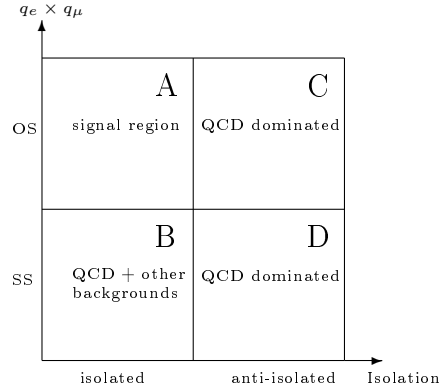 q_e × q_μ
A
C
OS
signal region
QCD dominated
B
D
SS
QCD + other
backgrounds
QCD dominated
isolated
anti-isolated
Isolation